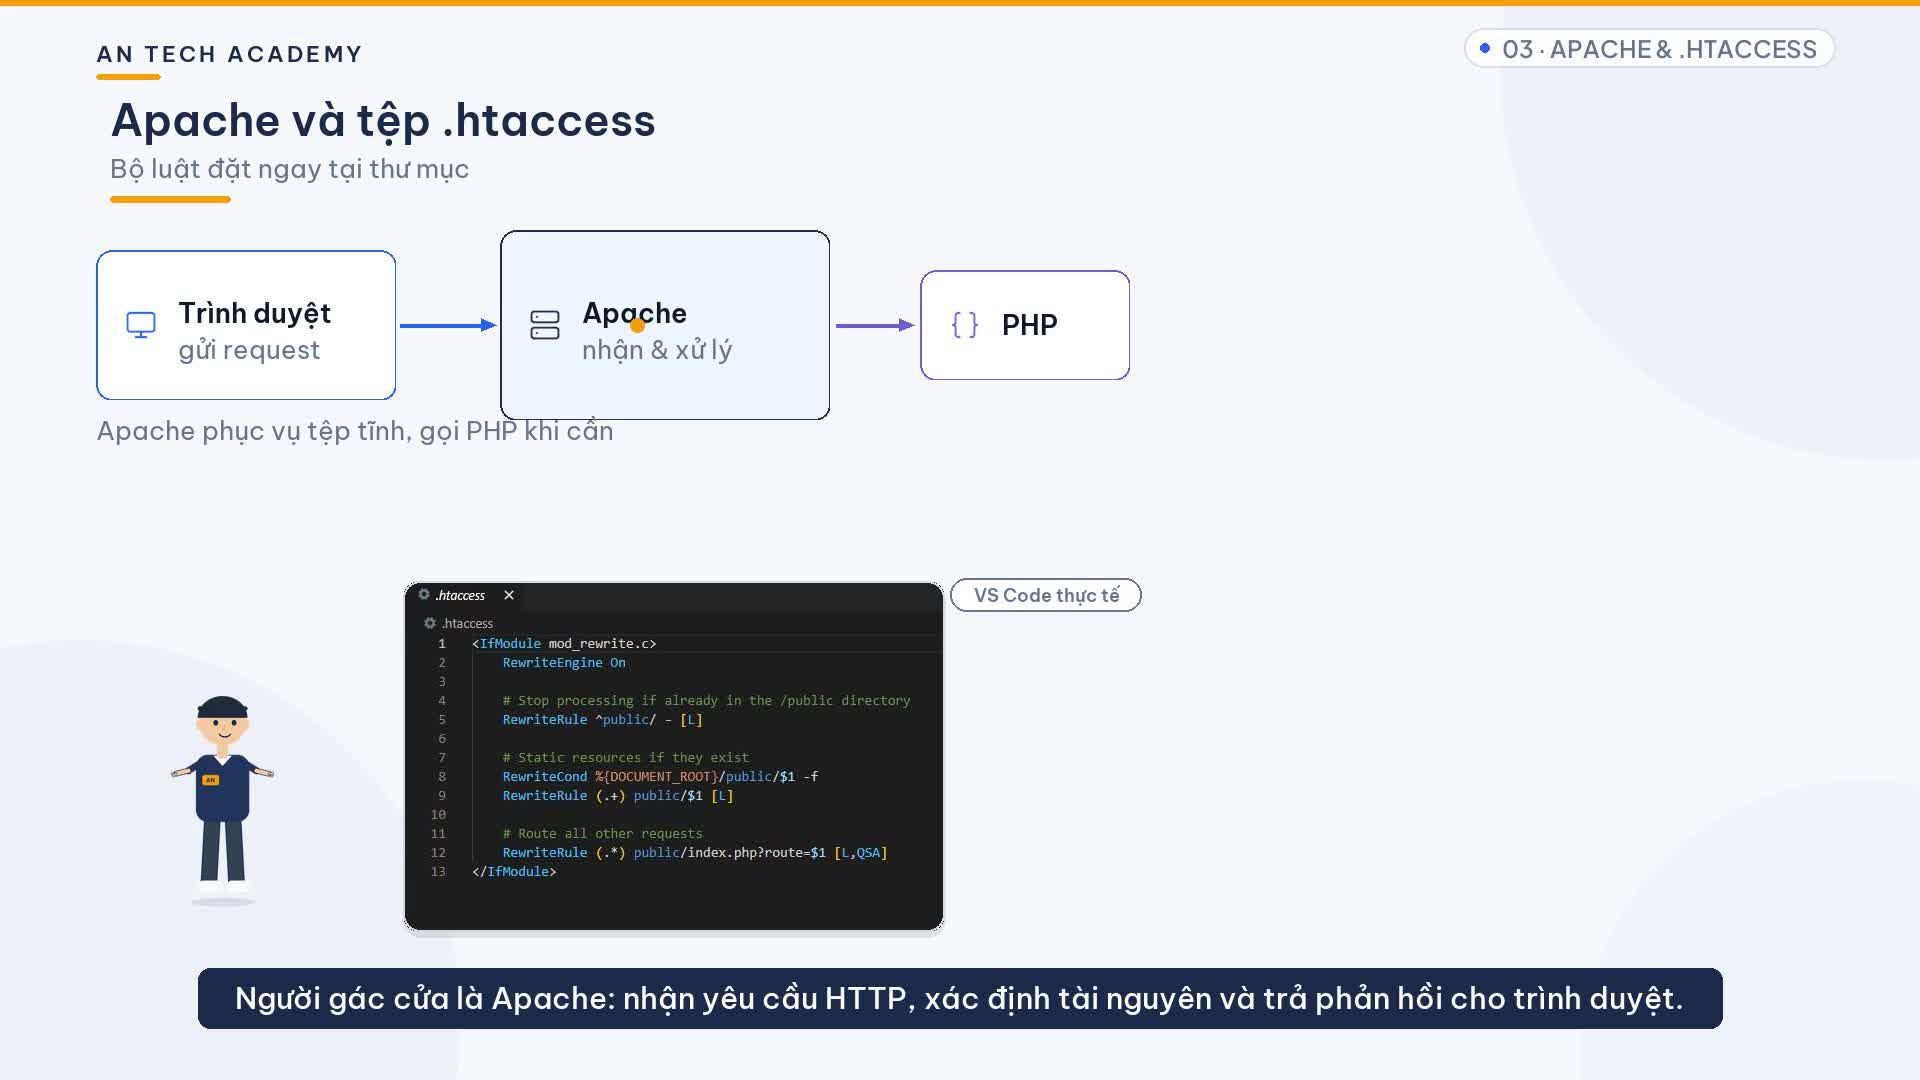 AN TECH ACADEMY
03 · APACHE & .HTACCESS
Apache và tệp .htaccess
Bộ luật đặt ngay tại thư mục
Trình duyệt
gửi request
Apache
nhận & xử lý
PHP
Apache phục vụ tệp tĩnh, gọi PHP khi cần
.htaccess
VS Code thực tế
.htaccess
1 <IfModule mod_rewrite.c>
2 RewriteEngine On
3
4 # Stop processing if already in the /public directory
5 RewriteRule ^public/ - [L]
6
7 # Static resources if they exist
8 RewriteCond %{DOCUMENT_ROOT}/public/$1 -f
9 RewriteRule (.+) public/$1 [L]
10
11 # Route all other requests
12 RewriteRule (.*) public/index.php?route=$1 [L,QSA]
13 </IfModule>
AN
Người gác cửa là Apache: nhận yêu cầu HTTP, xác định tài nguyên và trả phản hồi cho trình duyệt.